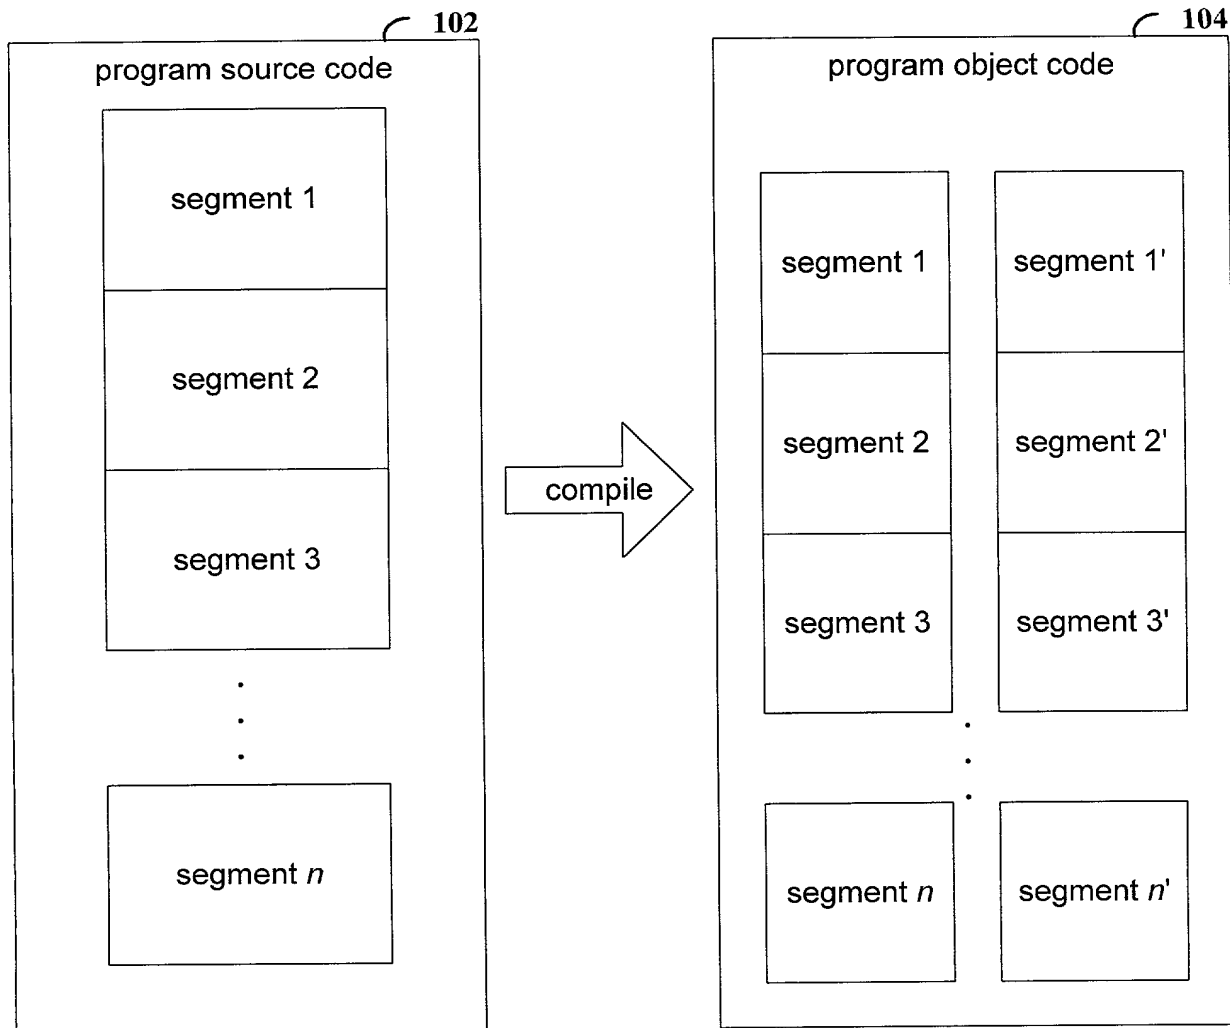 102
program source code
segment 1
segment 2
segment 3
.
.
.
segment n
compile
104
program object code
segment 1 segment 1'
segment 2 segment 2'
segment 3 segment 3'
.
.
.
segment n segment n'